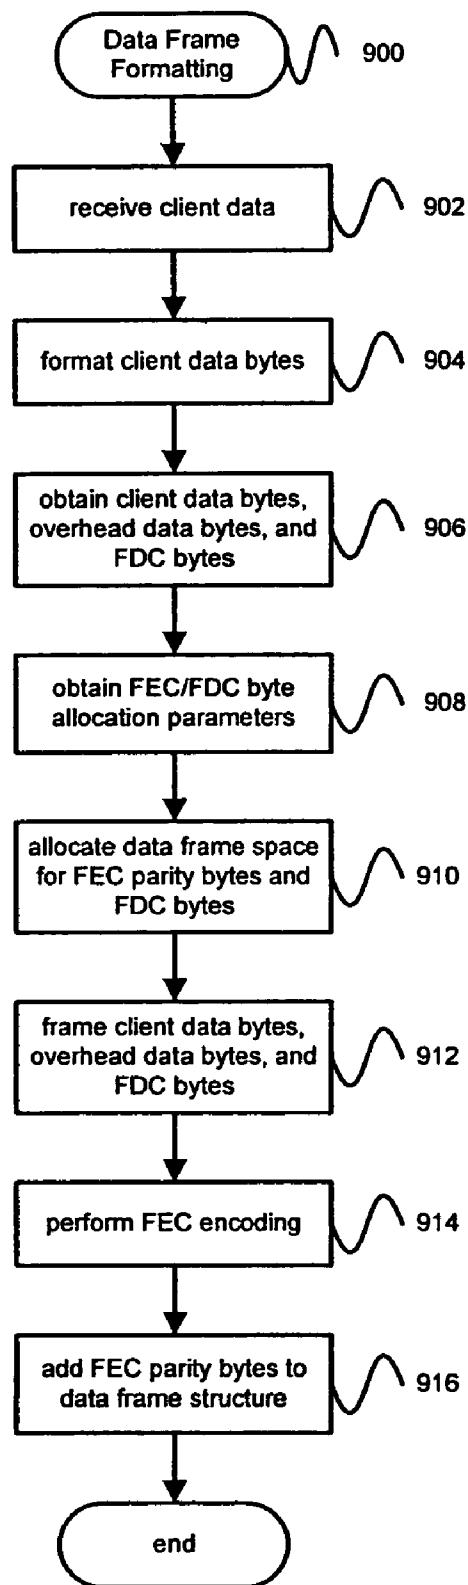 Data Frame
Formatting
900
receive client data
902
format client data bytes
904
obtain client data bytes,
overhead data bytes, and
FDC bytes
906
obtain FEC/FDC byte
allocation parameters
908
allocate data frame space
for FEC parity bytes and
FDC bytes
910
frame client data bytes,
overhead data bytes, and
FDC bytes
912
perform FEC encoding
914
add FEC parity bytes to
data frame structure
916
end